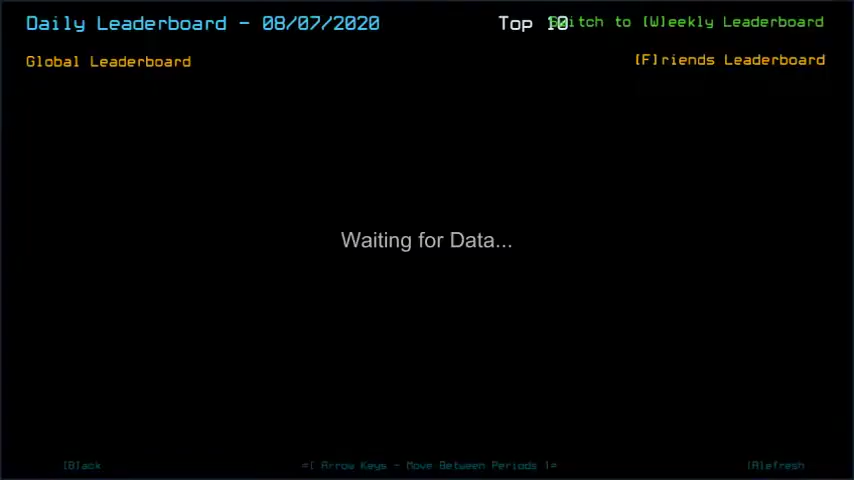 Daily Leaderboard - 08/07/2020
Top 10
Switch to [W]eekly Leaderboard
Global Leaderboard
[F]riends Leaderboard
Waiting for Data...
[B]ack
=[ Arrow Keys - Move Between Periods ]=
[R]efresh